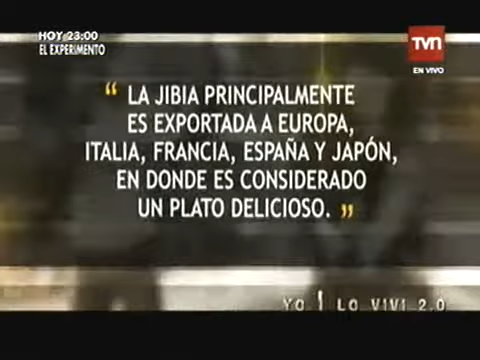 HOY 23:00
EL EXPERIMENTO
TVN
EN VIVO
“ LA JIBIA PRINCIPALMENTE
ES EXPORTADA A EUROPA,
ITALIA, FRANCIA, ESPAÑA Y JAPÓN,
EN DONDE ES CONSIDERADO
UN PLATO DELICIOSO. „
YO LO VIVI 2.0